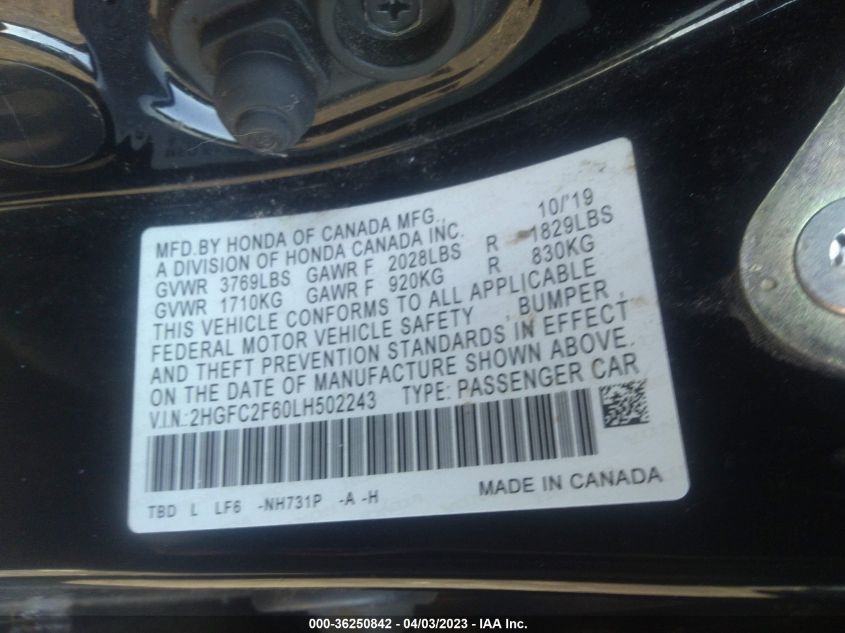 MFD.BY HONDA OF CANADA MFG., 10/'19
A DIVISION OF HONDA CANADA INC.
GVWR 3769LBS GAWR F 2028LBS R 1829LBS
GVWR 1710KG GAWR F 920KG R 830KG
THIS VEHICLE CONFORMS TO ALL APPLICABLE
FEDERAL MOTOR VEHICLE SAFETY , BUMPER ,
AND THEFT PREVENTION STANDARDS IN EFFECT
ON THE DATE OF MANUFACTURE SHOWN ABOVE.
V.I.N.:2HGFC2F60LH502243 TYPE: PASSENGER CAR
MADE IN CANADA
TBD L LF6 -NH731P -A -H
000-36250842 - 04/03/2023 - IAA Inc.